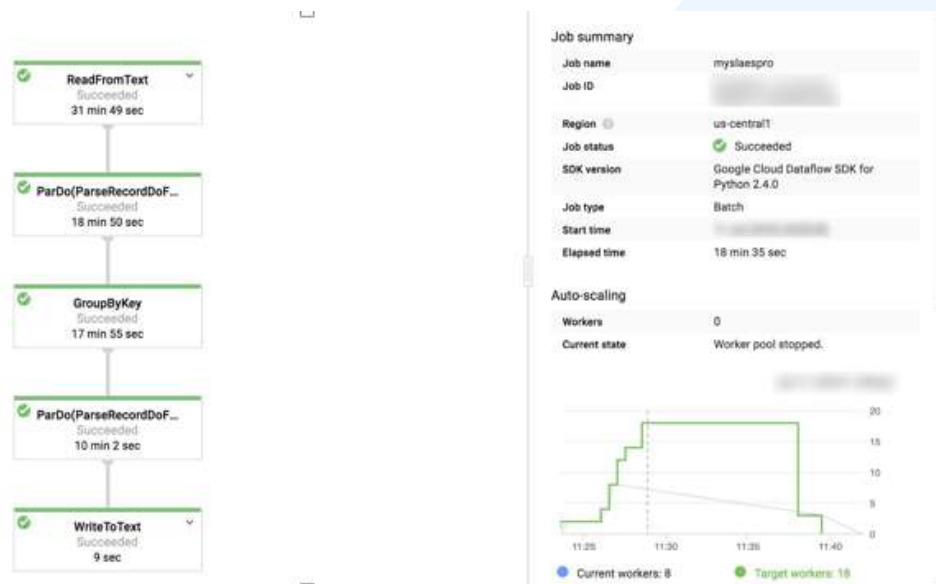 ReadFromText
Succeeded
31 min 49 sec
ParDo(ParseRecordDoF...
Succeeded
18 min 50 sec
GroupByKey
Succeeded
17 min 55 sec
ParDo(ParseRecordDoF...
Succeeded
10 min 2 sec
WriteToText
Succeeded
9 sec
Job summary
Job name myslaespro
Job ID
Region us-central1
Job status Succeeded
SDK version Google Cloud Dataflow SDK for
Python 2.4.0
Job type Batch
Start time
Elapsed time 18 min 35 sec
Auto-scaling
Workers 0
Current state Worker pool stopped.
20
15
10
5
0
11:25 11:30 11:35 11:40
Current workers: 8 Target workers: 18